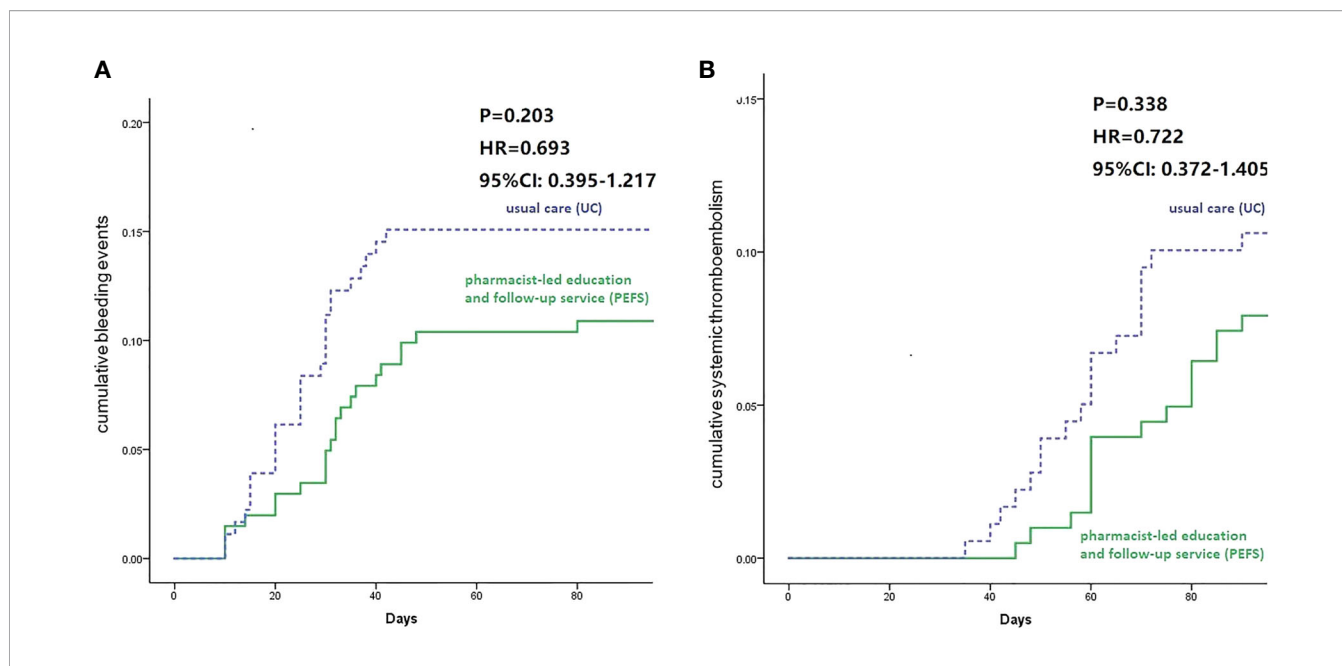 A
P=0.203
HR=0.693
95%CI: 0.395-1.217
usual care (UC)
pharmacist-led education
and follow-up service (PEFS)
cumulative bleeding events
0.20
0.15
0.10
0.05
0.00
0
20
40
60
80
Days
B
P=0.338
HR=0.722
95%CI: 0.372-1.405
usual care (UC)
pharmacist-led education
and follow-up service (PEFS)
cumulative systemic thromboembolism
0.15
0.10
0.05
0.00
0
20
40
60
80
Days